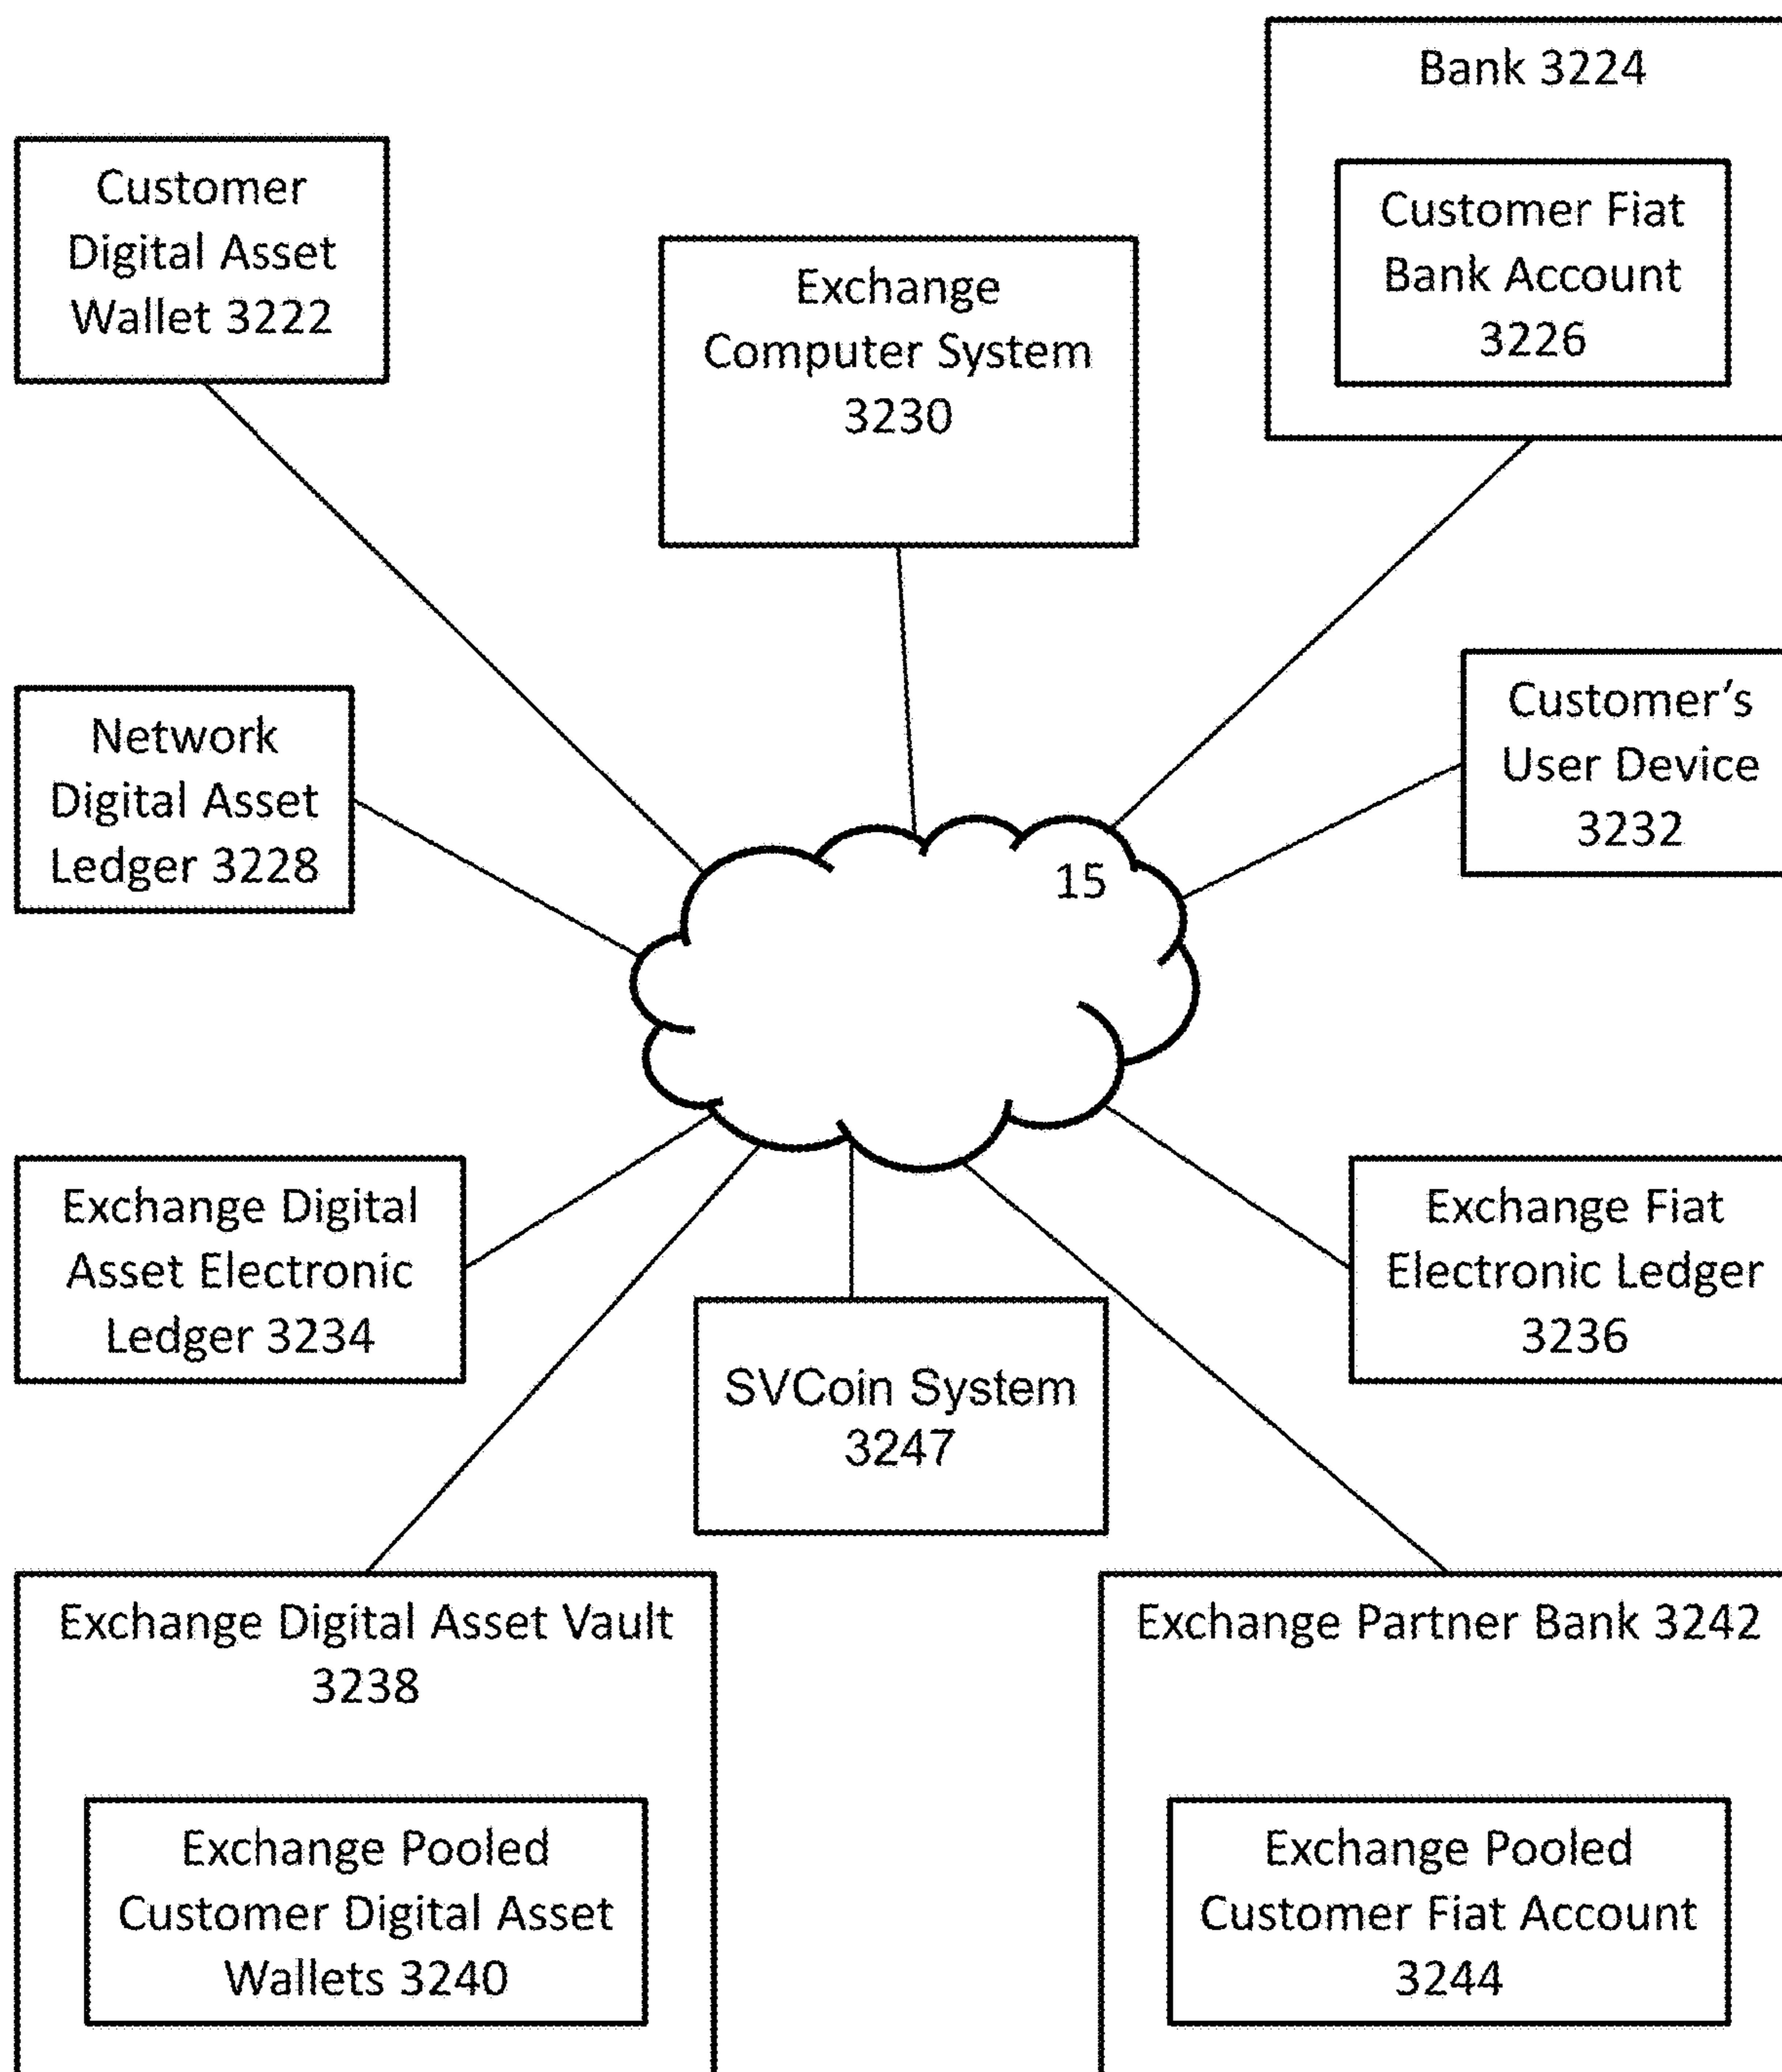 Bank 3224
Customer
Digital Asset
Wallet 3222
Customer Fiat
Bank Account
3226
Exchange
Computer System
3230
Network
Digital Asset
Ledger 3228
Customer's
User Device
3232
15
Exchange Digital
Asset Electronic
Ledger 3234
Exchange Fiat
Electronic Ledger
3236
SVCoin System
3247
Exchange Digital Asset Vault
3238
Exchange Partner Bank 3242
Exchange Pooled
Customer Digital Asset
Wallets 3240
Exchange Pooled
Customer Fiat Account
3244